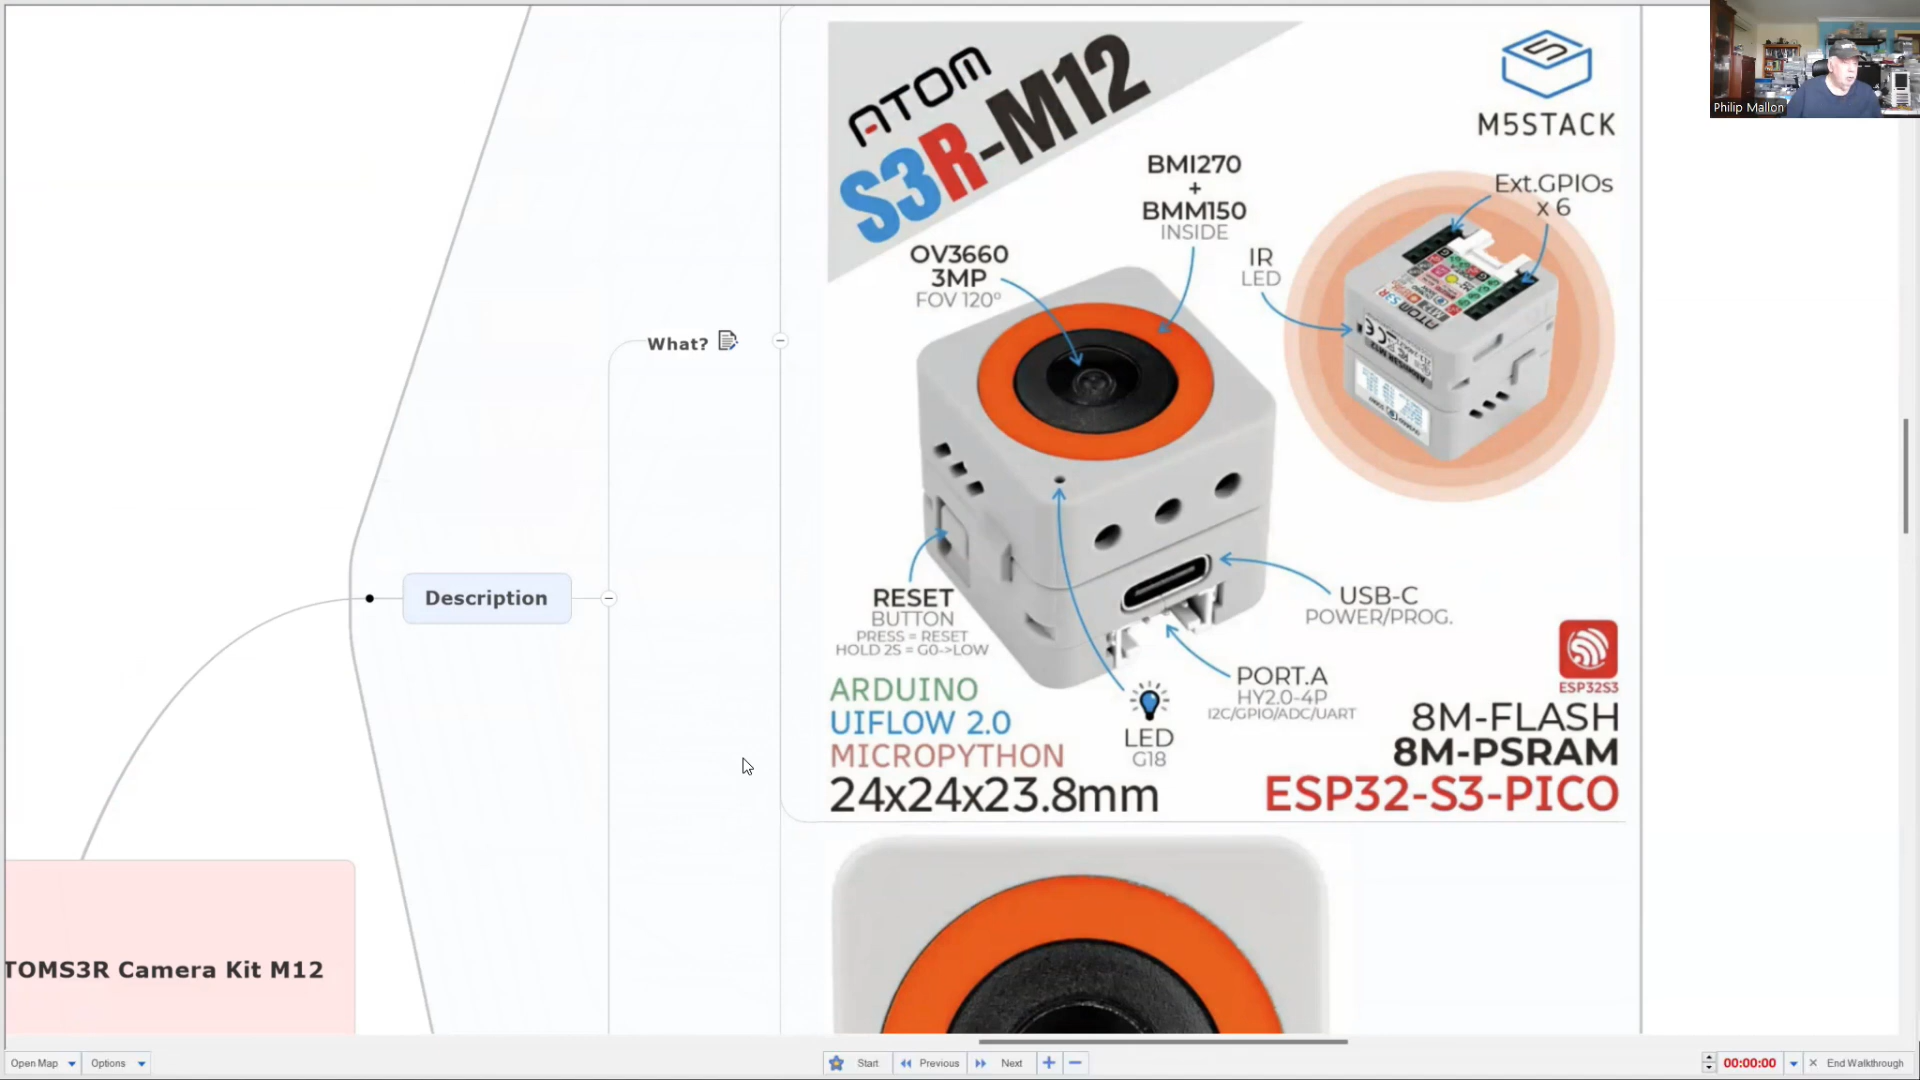 ATOM
S3R-M12
M5STACK
Philip Mallon
BMI270
+
BMM150
INSIDE
Ext.GPIOs
x 6
OV3660
3MP
FOV 120°
IR
LED
What?
Description
RESET
BUTTON
PRESS = RESET
HOLD 2S = G0->LOW
USB-C
POWER/PROG.
PORT.A
HY2.0-4P
I2C/GPIO/ADC/UART
ESP32S3
ARDUINO
UIFLOW 2.0
MICROPYTHON
24x24x23.8mm
LED
G18
8M-FLASH
8M-PSRAM
ESP32-S3-PICO
TOMS3R Camera Kit M12
Open Map
Options
Start
Previous
Next
00:00:00
End Walkthrough